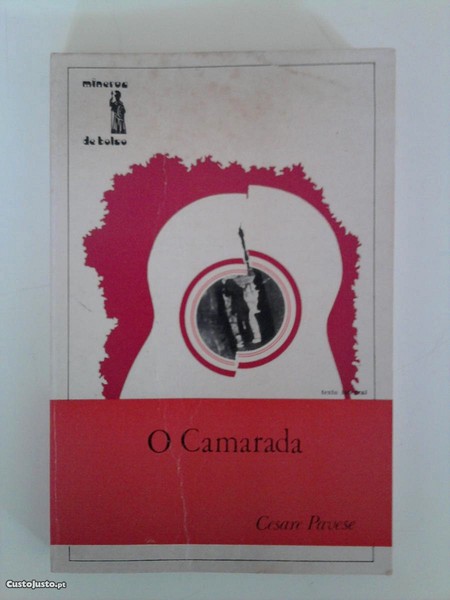 minerva
de bolso
O Camarada
Cesare Pavese
CustoJusto.pt